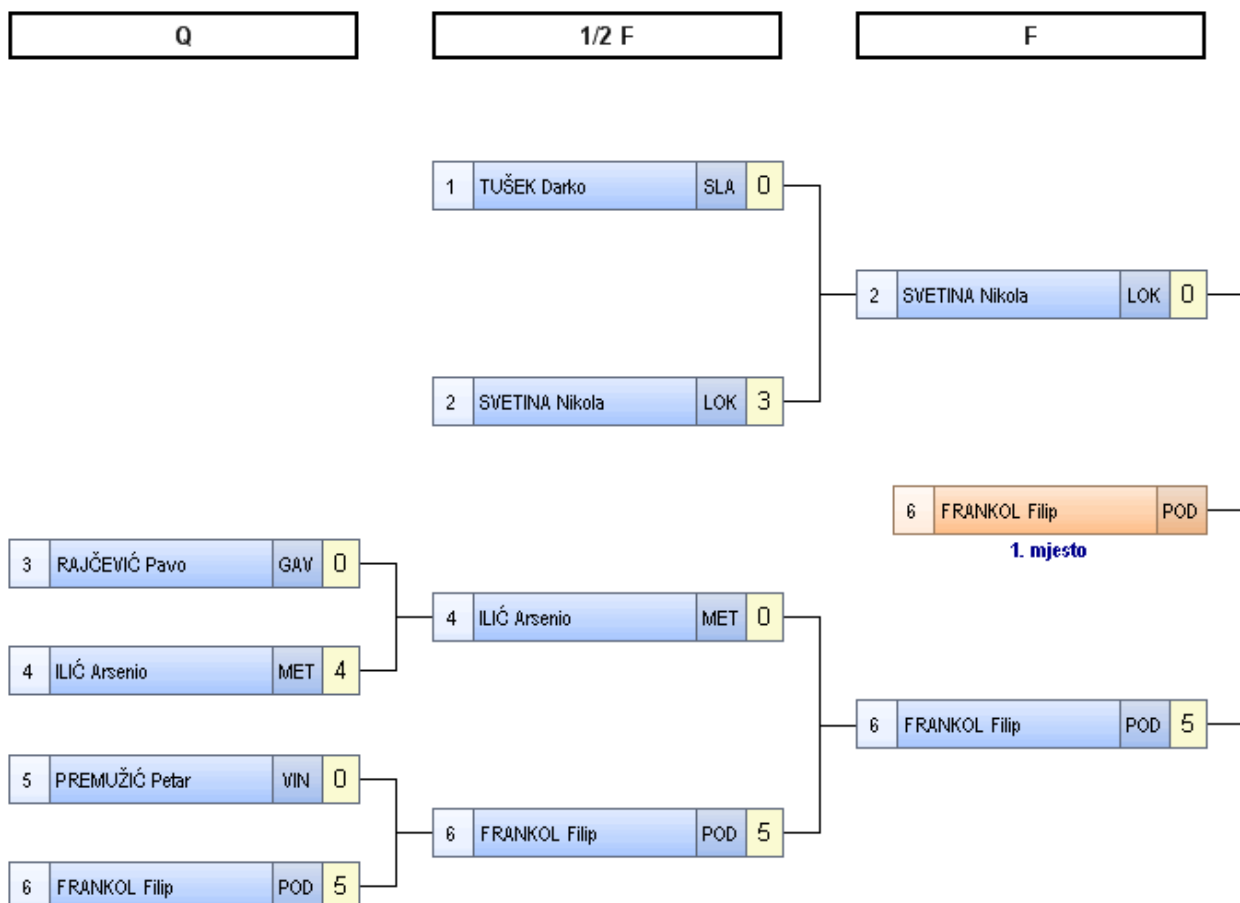 Q 1/2 F F
1 TUŠEK Darko SLA 0
2 SVETINA Nikola LOK 0
2 SVETINA Nikola LOK 3
6 FRANKOL Filip POD
1. mjesto
3 RAJČEVIĆ Pavo GAV 0
4 ILIĆ Arsenio MET 0
4 ILIĆ Arsenio MET 4
6 FRANKOL Filip POD 5
5 PREMUŽIĆ Petar VIN 0
6 FRANKOL Filip POD 5
6 FRANKOL Filip POD 5